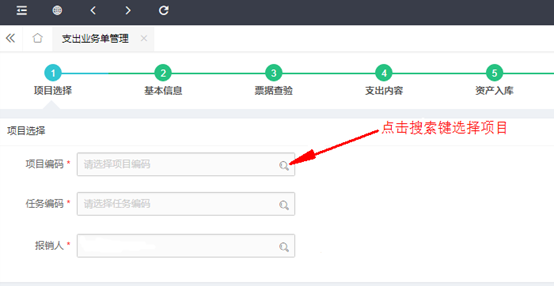 支出业务单管理
1 2 3 4 5
项目选择 基本信息 票据查验 支出内容 资产入库
项目选择
点击搜索键选择项目
项目编码 * 请选择项目编码
任务编码 * 请选择任务编码
报销人 *